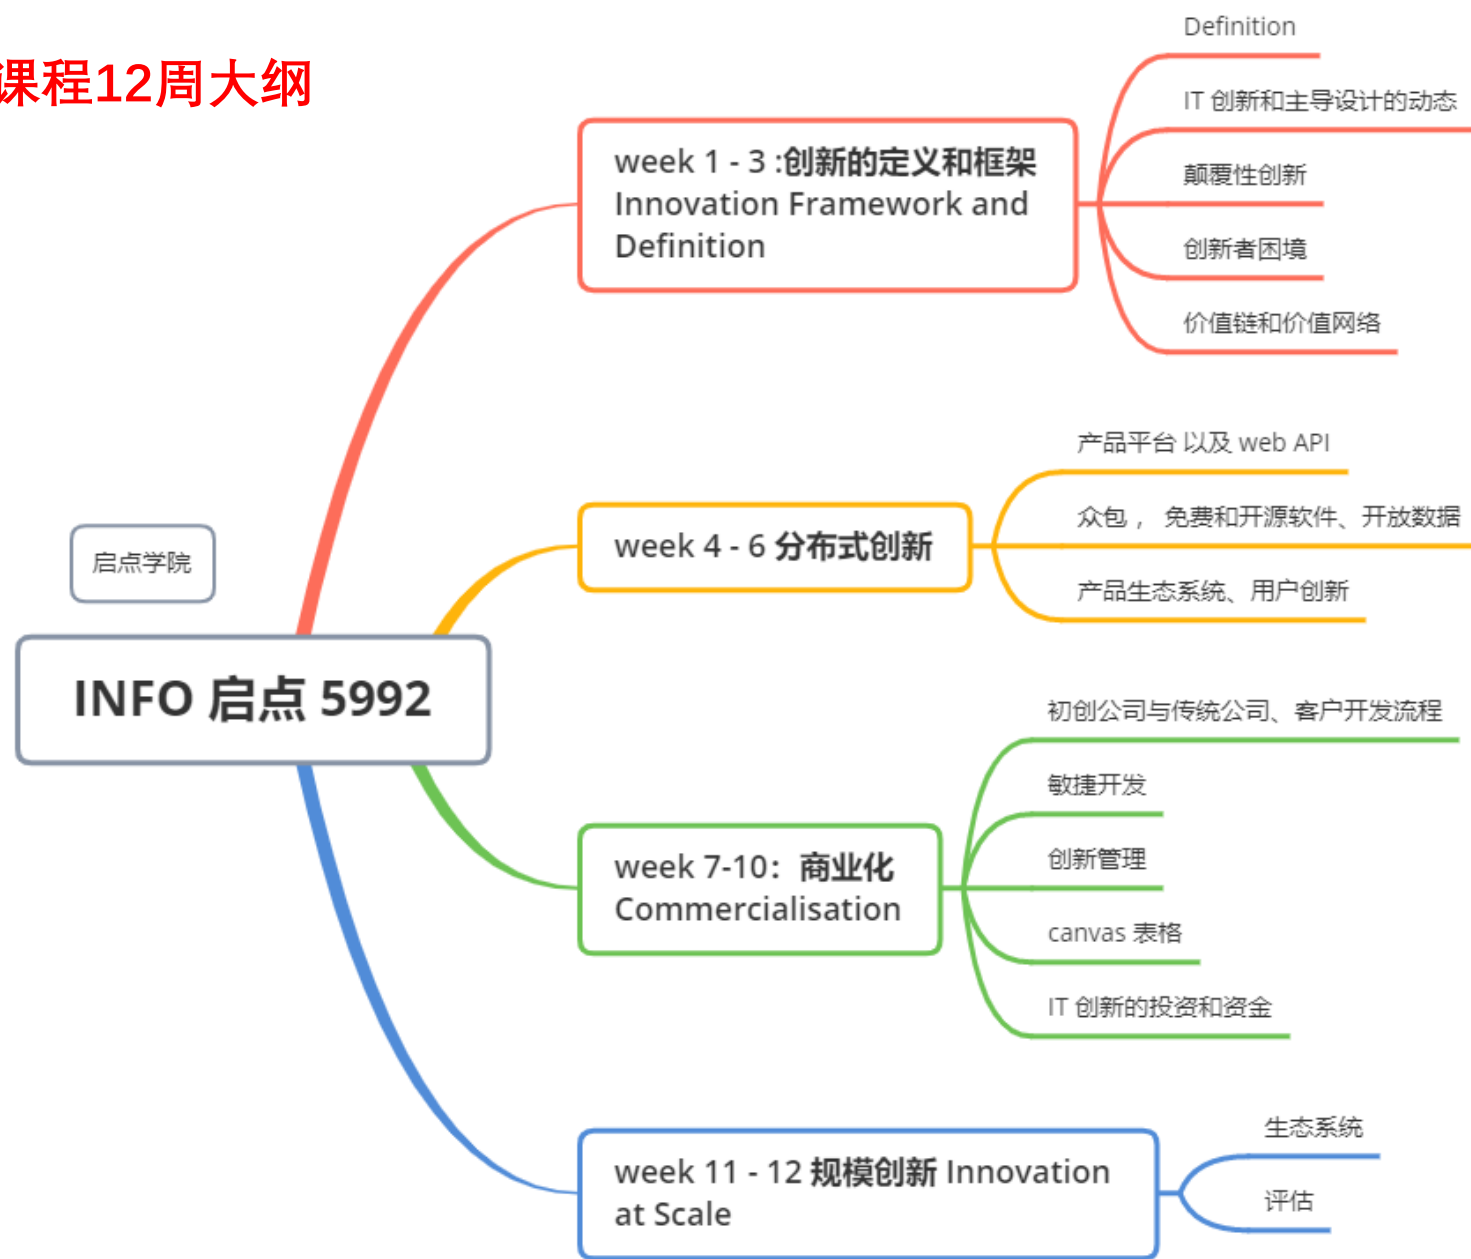 课程12周大纲
启点学院
INFO 启点 5992
week 1 - 3 :创新的定义和框架
Innovation Framework and
Definition
Definition
IT 创新和主导设计的动态
颠覆性创新
创新者困境
价值链和价值网络
week 4 - 6 分布式创新
产品平台 以及 web API
众包 ， 免费和开源软件、开放数据
产品生态系统、用户创新
week 7-10：商业化
Commercialisation
初创公司与传统公司、客户开发流程
敏捷开发
创新管理
canvas 表格
IT 创新的投资和资金
week 11 - 12 规模创新 Innovation
at Scale
生态系统
评估